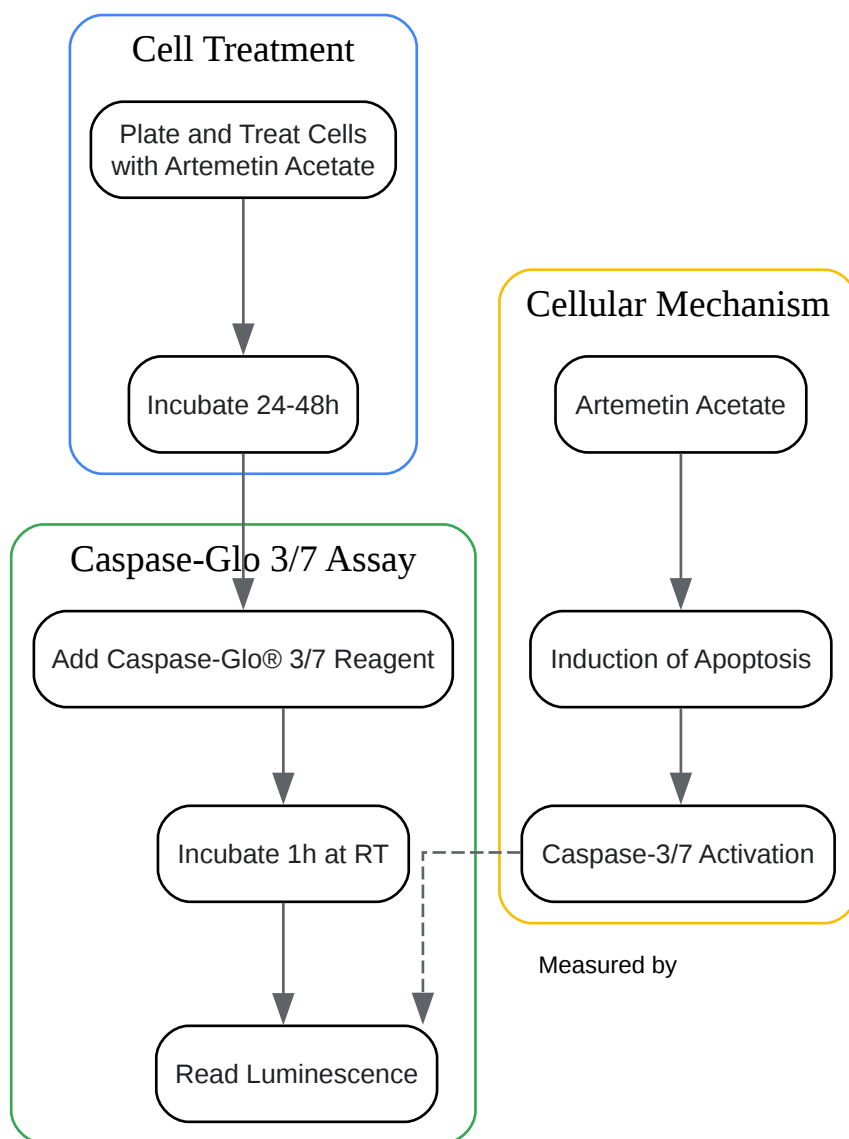 Cell Treatment
Plate and Treat Cells
with Artemetin Acetate
Incubate 24-48h
Caspase-Glo 3/7 Assay
Add Caspase-Glo® 3/7 Reagent
Incubate 1h at RT
Read Luminescence
Cellular Mechanism
Artemetin Acetate
Induction of Apoptosis
Caspase-3/7 Activation
Measured by